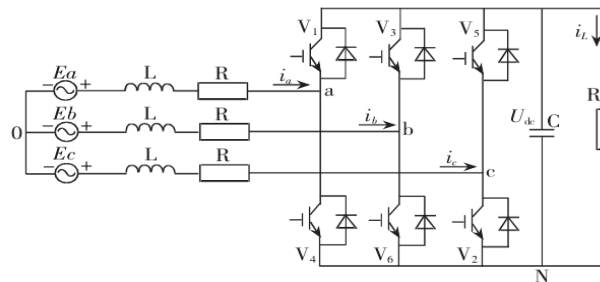 V1 V3 V5 iL
Ea L R ia a
0 Eb L R ib b Udc C R
Ec L R ic c
V4 V6 V2
N